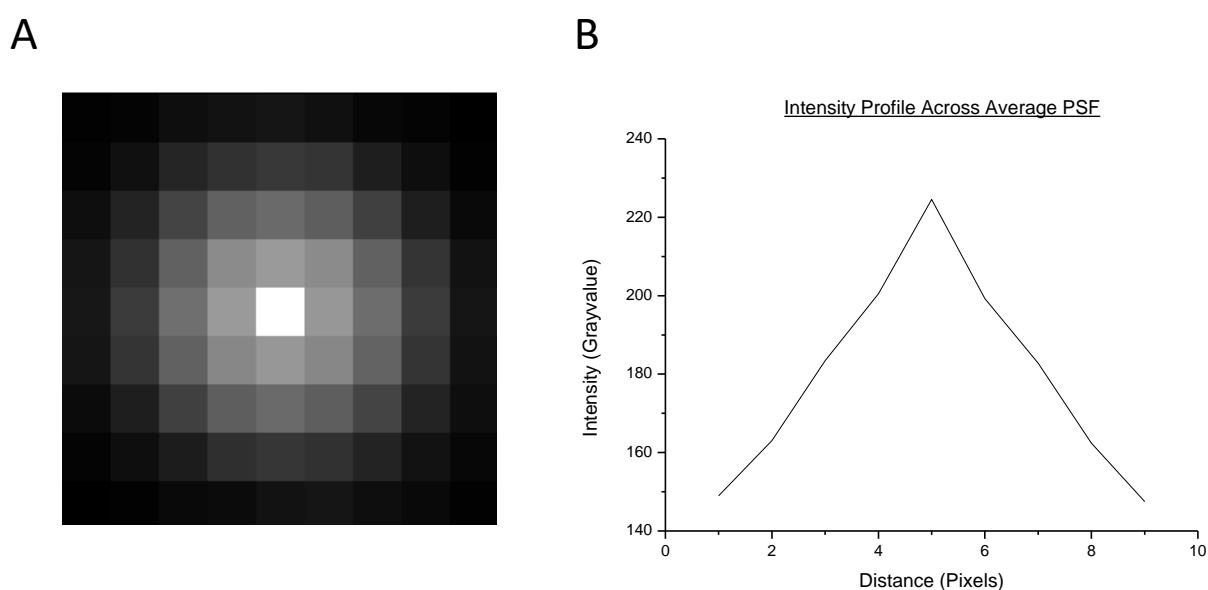 A
B
Intensity Profile Across Average PSF
240
220
200
180
160
140
Intensity (Grayvalue)
0
2
4
6
8
10
Distance (Pixels)